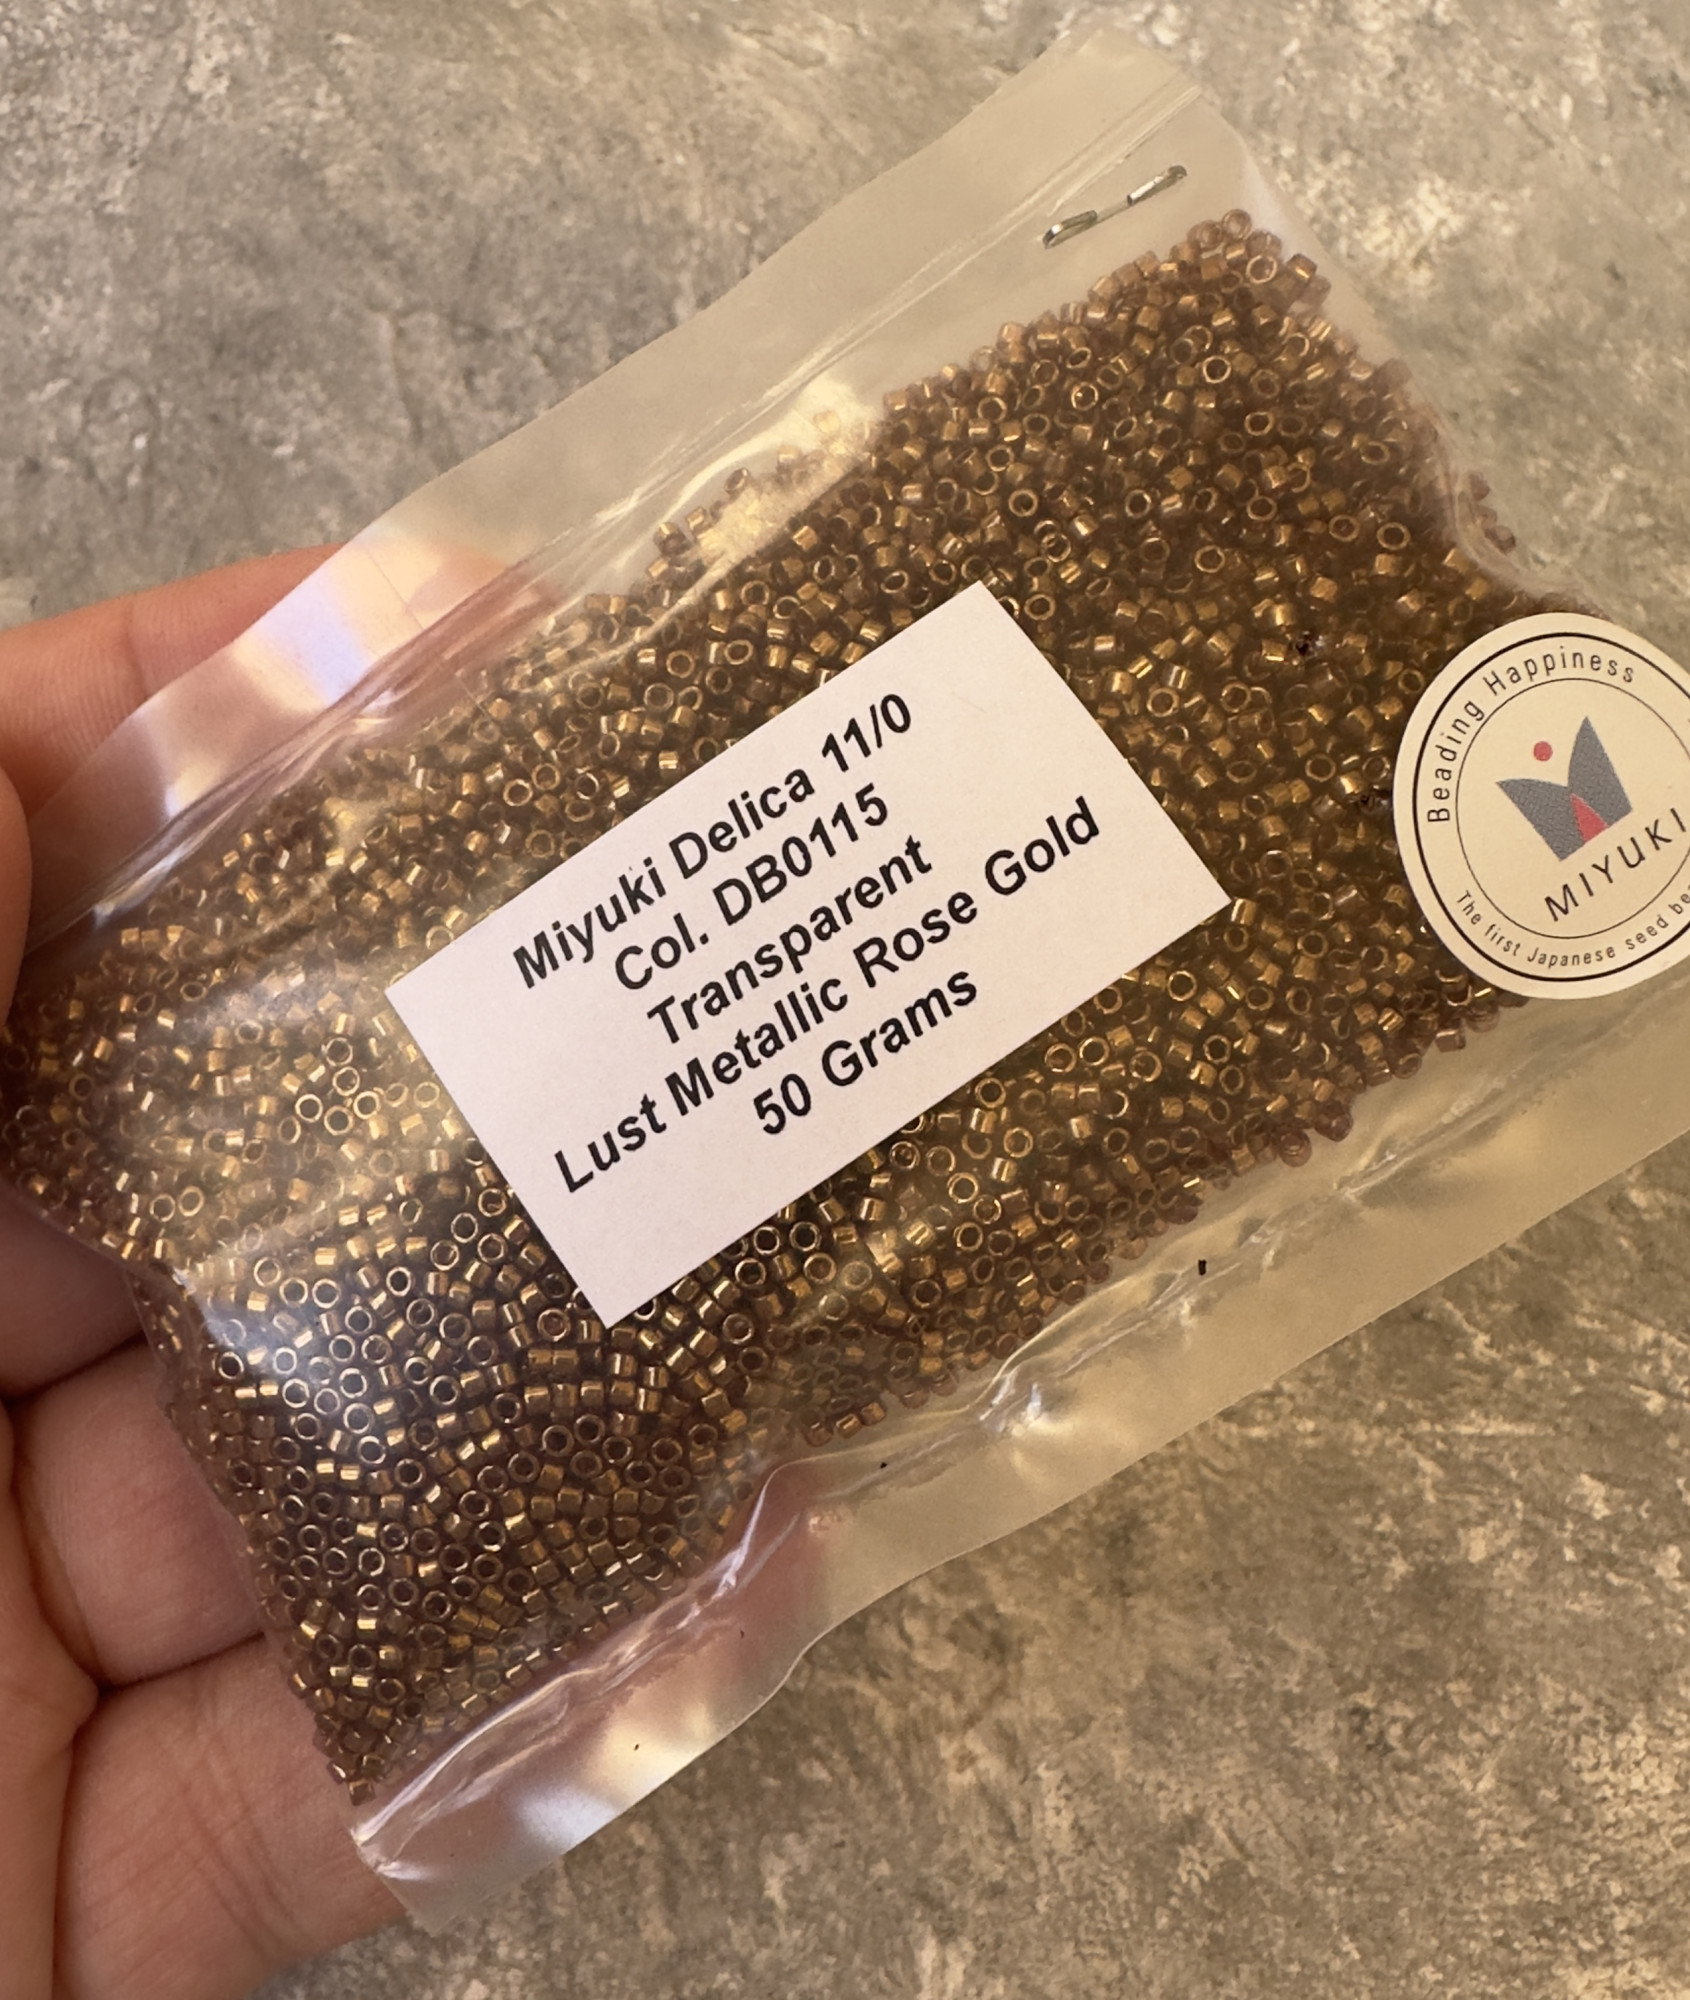 Miyuki Delica 11/0
Col. DB0115
Transparent
Lust Metallic Rose Gold
50 Grams
Beading Happiness
MIYUKI
The first Japanese seed